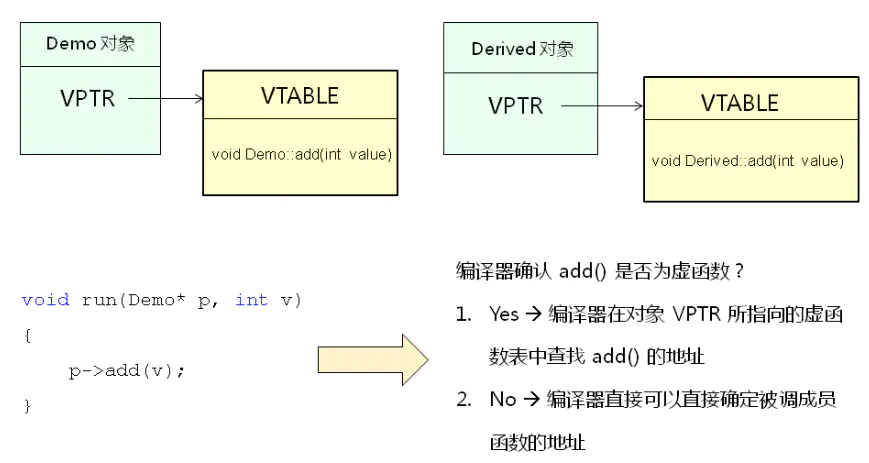 Demo 对象
VPTR
VTABLE
void Demo::add(int value)
Derived 对象
VPTR
VTABLE
void Derived::add(int value)
void run(Demo* p, int v)
{
p->add(v);
}
编译器确认 add() 是否为虚函数？
1. Yes → 编译器在对象 VPTR 所指向的虚函
数表中查找 add() 的地址
2. No → 编译器直接可以直接确定被调成员
函数的地址